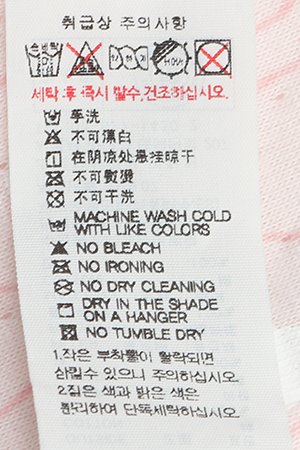 취급상 주의사항
손세탁
세탁 후 즉시 탈수,건조하십시오.
手洗
不可漂白
在阴凉处悬挂晾干
不可熨烫
不可干洗
MACHINE WASH COLD
WITH LIKE COLORS
NO BLEACH
NO IRONING
NO DRY CLEANING
DRY IN THE SHADE
ON A HANGER
NO TUMBLE DRY
1.작은 부착물이 탈락되면
삼킬수 있으니 주의하십시오.
2.짙은 색과 밝은 색은
분리하여 단독세탁하십시오.